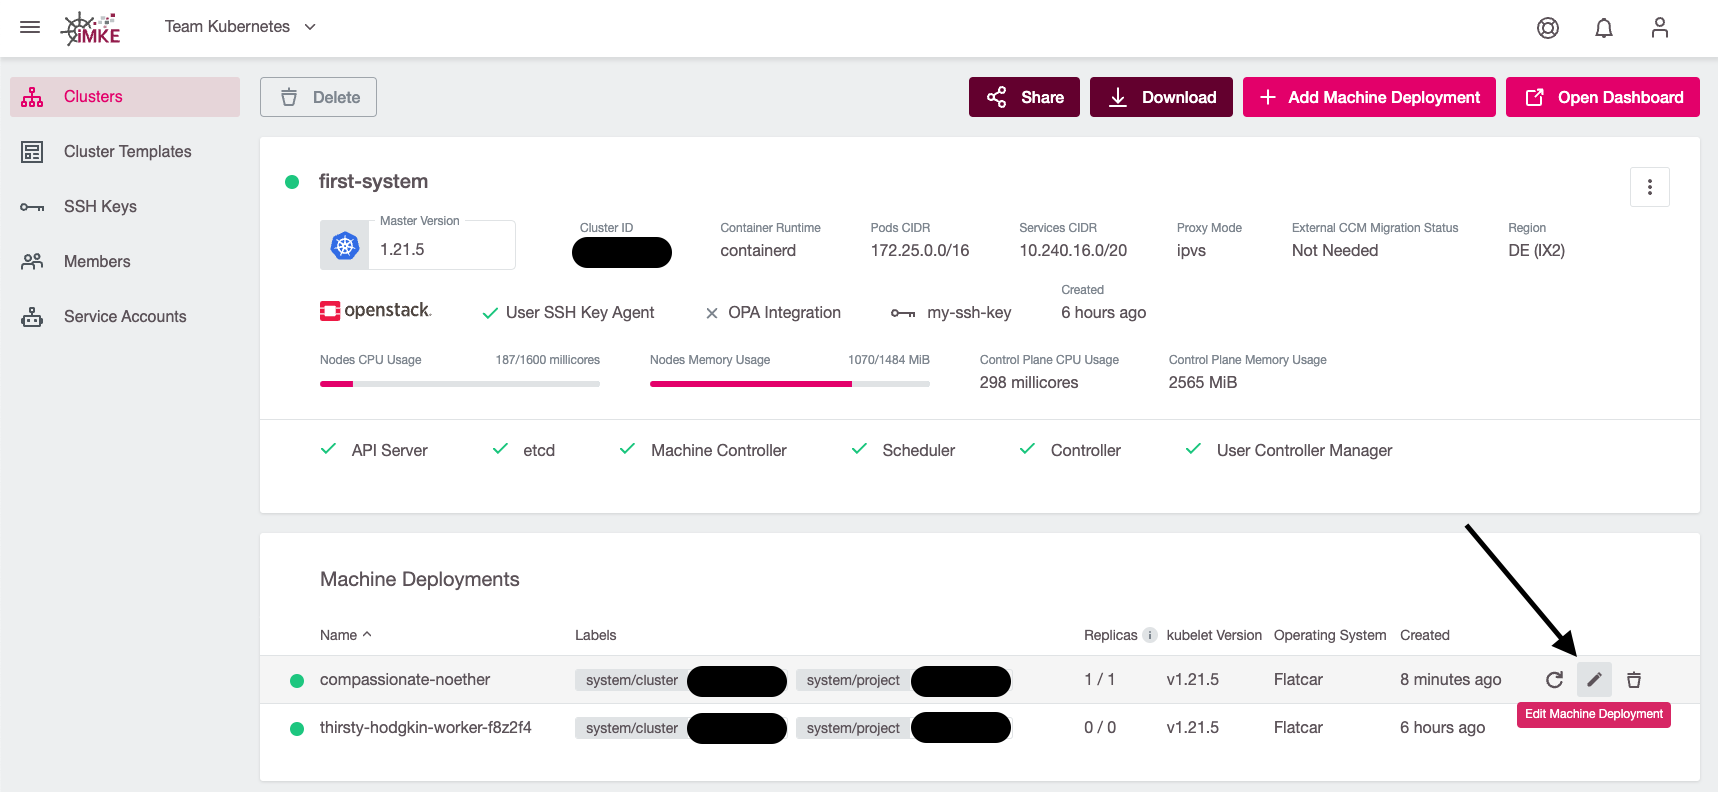 iMKE Team Kubernetes
Clusters
Cluster Templates
SSH Keys
Members
Service Accounts
Delete Share Download Add Machine Deployment Open Dashboard
first-system
Master Version Cluster ID Container Runtime Pods CIDR Services CIDR Proxy Mode External CCM Migration Status Region
1.21.5 containerd 172.25.0.0/16 10.240.16.0/20 ipvs Not Needed DE (IX2)
Created
openstack. User SSH Key Agent OPA Integration my-ssh-key 6 hours ago
Nodes CPU Usage 187/1600 millicores Nodes Memory Usage 1070/1484 MiB Control Plane CPU Usage Control Plane Memory Usage
298 millicores 2565 MiB
API Server etcd Machine Controller Scheduler Controller User Controller Manager
Machine Deployments
Name Labels Replicas i kubelet Version Operating System Created
compassionate-noether system/cluster system/project 1 / 1 v1.21.5 Flatcar 8 minutes ago
Edit Machine Deployment
thirsty-hodgkin-worker-f8z2f4 system/cluster system/project 0 / 0 v1.21.5 Flatcar 6 hours ago